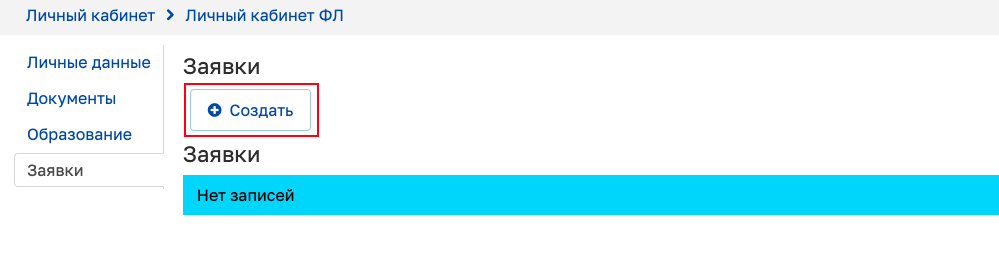 Личный кабинет > Личный кабинет ФЛ
Личные данные
Документы
Образование
Заявки
Заявки
Создать
Заявки
Нет записей